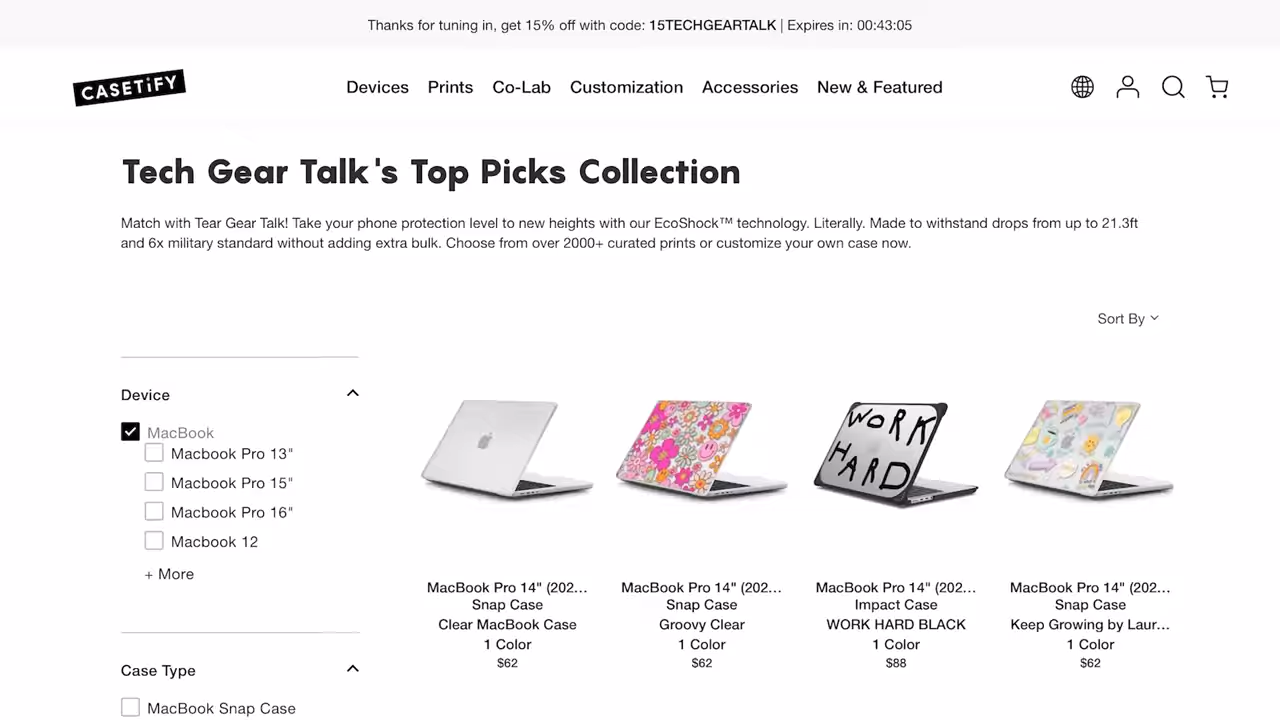 Thanks for tuning in, get 15% off with code: 15TECHGEARTALK | Expires in: 00:43:05
CASETiFY
Devices Prints Co-Lab Customization Accessories New & Featured
Tech Gear Talk's Top Picks Collection
Match with Tear Gear Talk! Take your phone protection level to new heights with our EcoShock™ technology. Literally. Made to withstand drops from up to 21.3ft
and 6x military standard without adding extra bulk. Choose from over 2000+ curated prints or customize your own case now.
Sort By
Device
MacBook
Macbook Pro 13"
Macbook Pro 15"
Macbook Pro 16"
Macbook 12
+ More
Case Type
MacBook Snap Case
WORK
HARD
MacBook Pro 14" (202...
Snap Case
Clear MacBook Case
1 Color
$62
MacBook Pro 14" (202...
Snap Case
Groovy Clear
1 Color
$62
MacBook Pro 14" (202...
Impact Case
WORK HARD BLACK
1 Color
$88
MacBook Pro 14" (202...
Snap Case
Keep Growing by Laur...
1 Color
$62